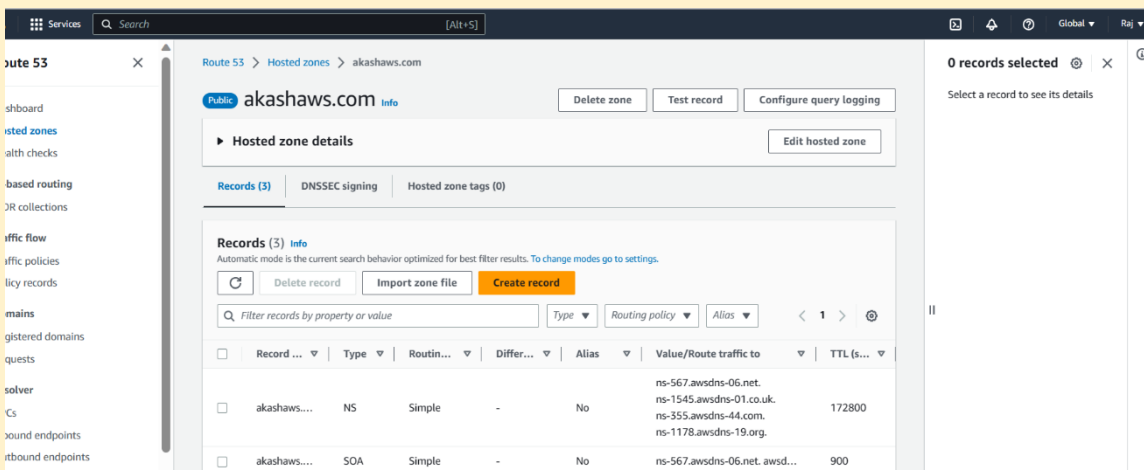 Services Search [Alt+S] Global Raj
oute 53
shboard
osted zones
alth checks
-based routing
DR collections
affic flow
affic policies
licy records
mains
gistered domains
quests
solver
Cs
bound endpoints
utbound endpoints
Route 53 > Hosted zones > akashaws.com
Public akashaws.com Info
Delete zone Test record Configure query logging
Hosted zone details Edit hosted zone
Records (3) DNSSEC signing Hosted zone tags (0)
Records (3) Info
Automatic mode is the current search behavior optimized for best filter results. To change modes go to settings.
Delete record Import zone file Create record
Filter records by property or value Type Routing policy Alias < 1 >
Record ... Type Routin... Differ... Alias Value/Route traffic to TTL (s...
akashaws.... NS Simple - No
ns-567.awsdns-06.net.
ns-1545.awsdns-01.co.uk.
ns-355.awsdns-44.com.
ns-1178.awsdns-19.org.
172800
akashaws.... SOA Simple - No ns-567.awsdns-06.net. awsd... 900
0 records selected
Select a record to see its details